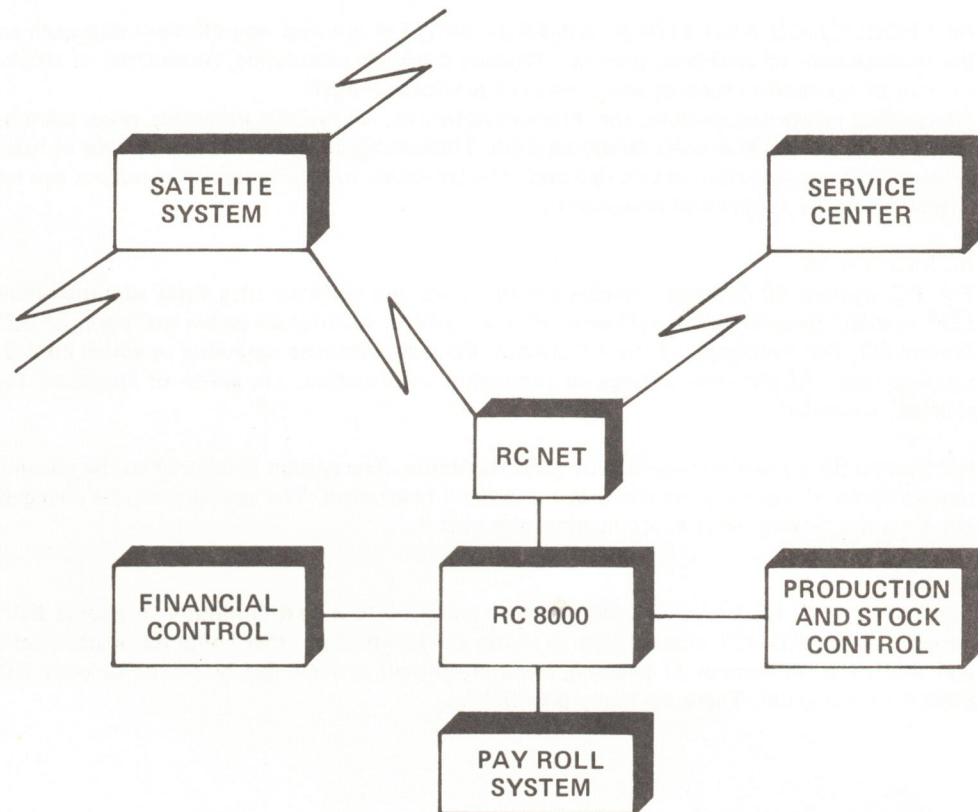 SATELITE
SYSTEM
SERVICE
CENTER
RC NET
FINANCIAL
CONTROL
RC 8000
PRODUCTION
AND STOCK
CONTROL
PAY ROLL
SYSTEM